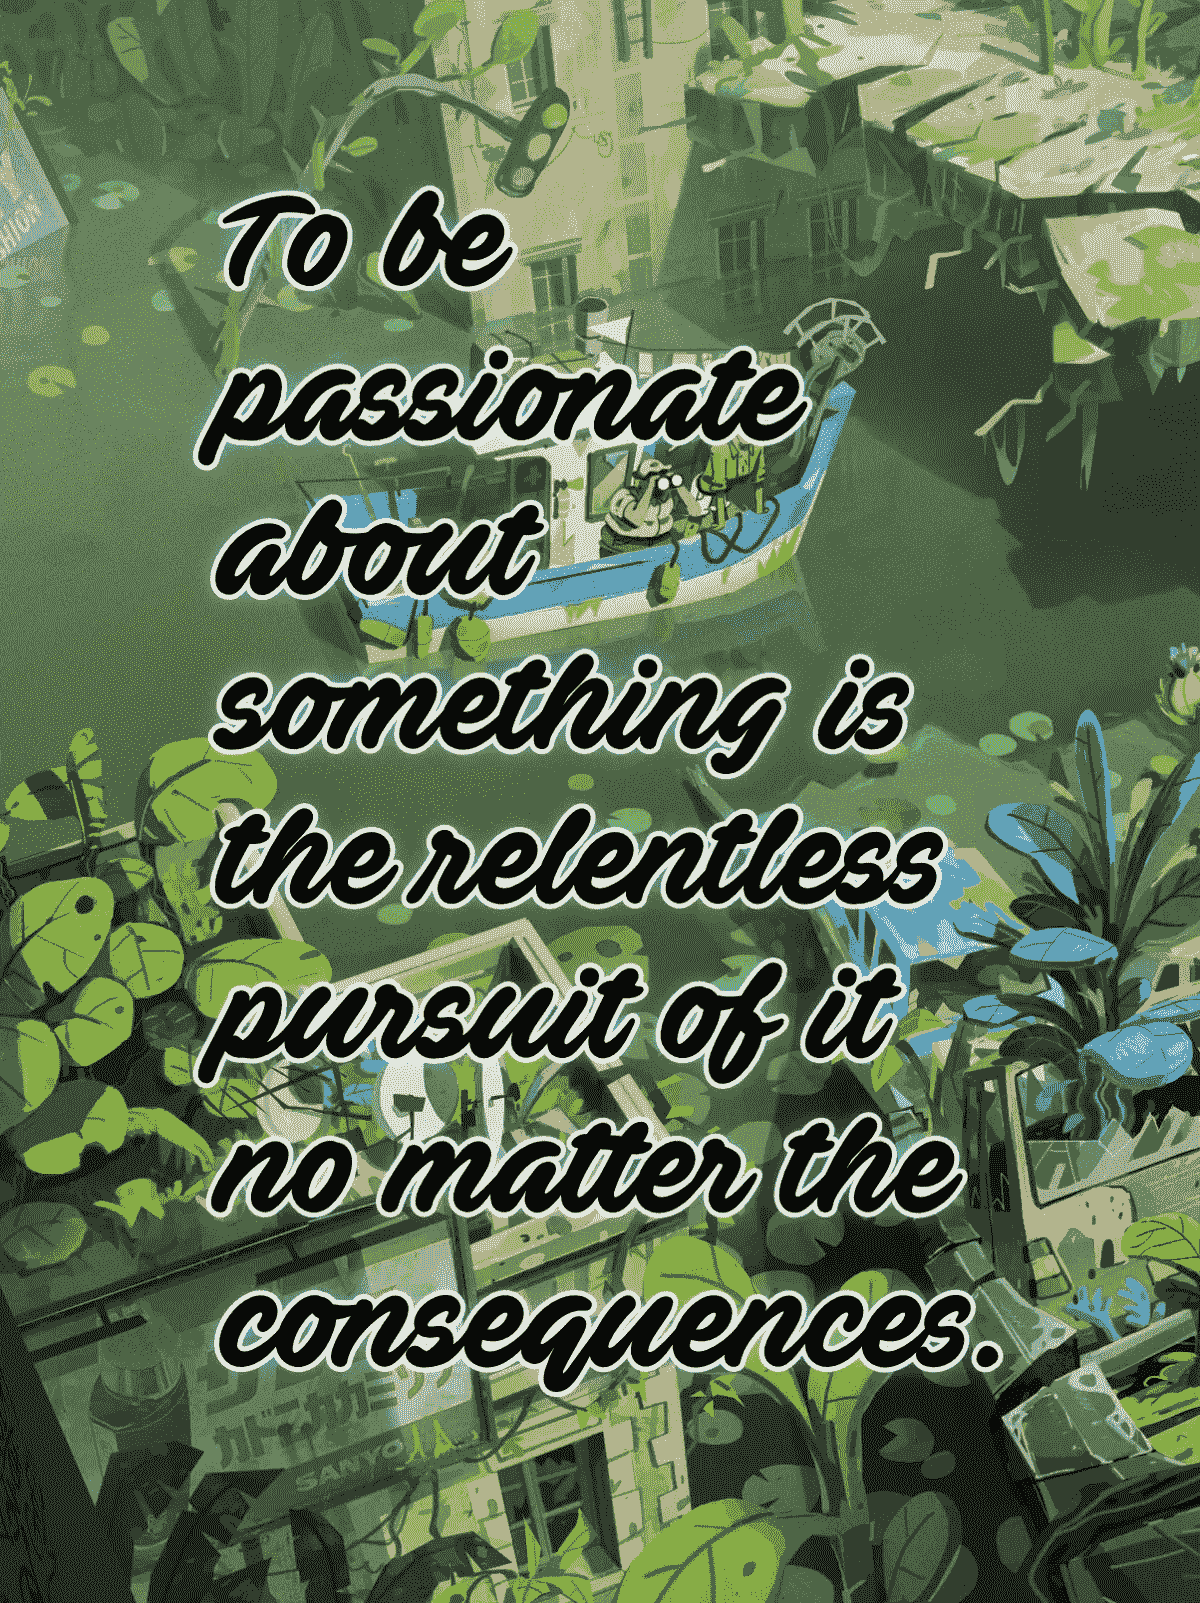 To be
passionate
about
something is
the relentless
pursuit of it
no matter the
consequences.
SANYO